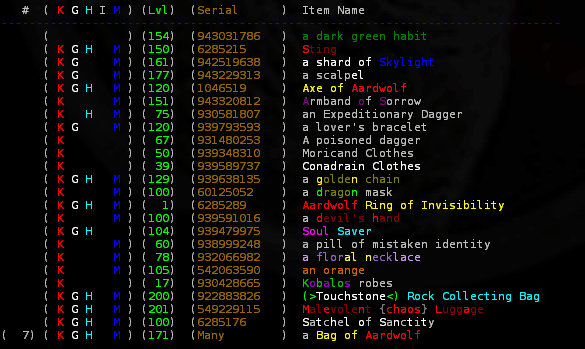 # ( K G H I M ) (Lvl) (Serial ) Item Name
( ) (154) (943031786 ) a dark green habit
( K G H M ) (150) (6285215 ) Sting
( K G M ) (161) (942519638 ) a shard of Skylight
( K G ) (177) (943229313 ) a scalpel
( K G H M ) (120) (1046519 ) Axe of Aardwolf
( K M ) (151) (943320812 ) Armband of Sorrow
( H M ) ( 75) (930581807 ) an Expeditionary Dagger
( K G M ) (120) (939793593 ) a lover's bracelet
( K ) ( 67) (931480253 ) A poisoned dagger
( K ) ( 50) (939348310 ) Moricand Clothes
( K ) ( 39) (939589737 ) Conadrain Clothes
( K G H M ) (129) (939638135 ) a golden chain
( K M ) (100) (60125052 ) a dragon mask
( K G H M ) ( 1) (6285289 ) Aardwolf Ring of Invisibility
( K M ) (100) (939591016 ) a devil's hand
( K G H ) (104) (939479975 ) Soul Saver
( K M ) ( 60) (938999248 ) a pill of mistaken identity
( K M ) ( 78) (932066982 ) a floral necklace
( K M ) (105) (542063590 ) an orange
( K ) ( 17) (930428665 ) Kobalos robes
( K G H M ) (200) (922883826 ) (>Touchstone<) Rock Collecting Bag
( K G H M ) (201) (549229115 ) Malevolent {chaos} Luggage
( K G H M ) (100) (6285176 ) Satchel of Sanctity
( 7) ( K G H M ) (171) (Many ) a Bag of Aardwolf